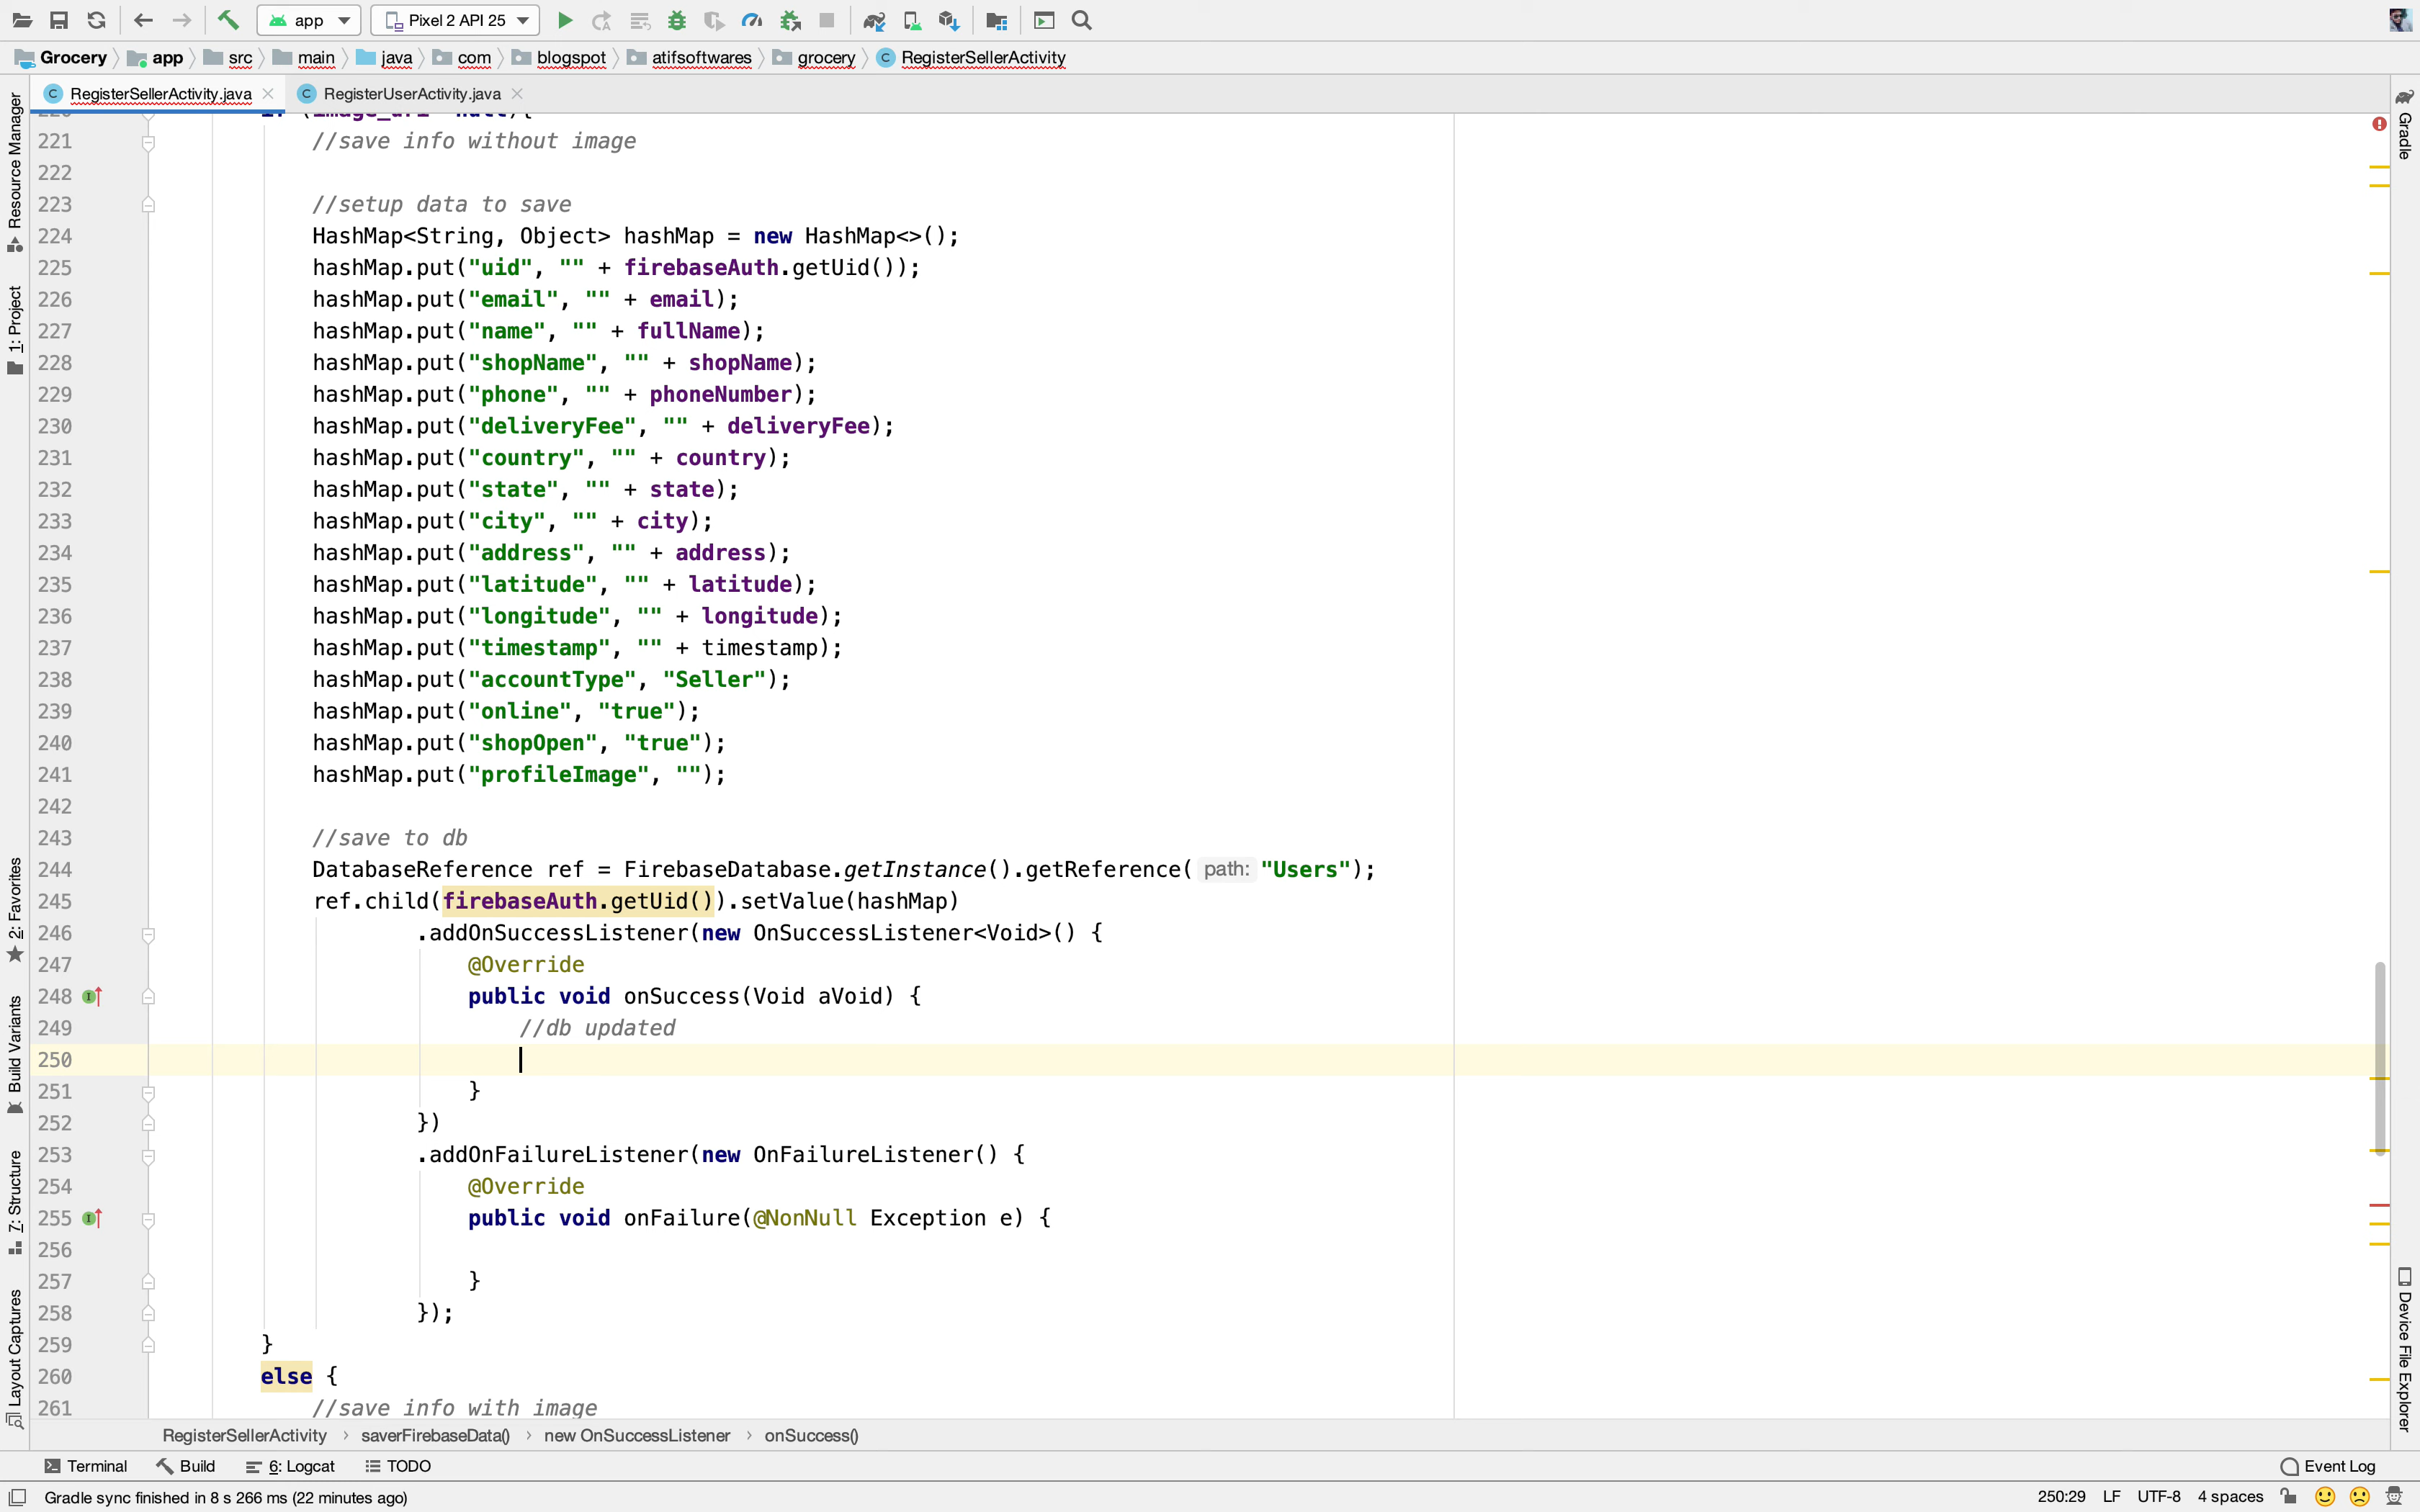 app
Pixel 2 API 25
Grocery
app
src
main
java
com
blogspot
atifsoftwares
grocery
RegisterSellerActivity
RegisterSellerActivity.java
RegisterUserActivity.java
Resource Manager
1: Project
2: Favorites
Build Variants
7: Structure
Layout Captures
Gradle
Device File Explorer
221 //save info without image
222
223 //setup data to save
224 HashMap<String, Object> hashMap = new HashMap<>();
225 hashMap.put("uid", "" + firebaseAuth.getUid());
226 hashMap.put("email", "" + email);
227 hashMap.put("name", "" + fullName);
228 hashMap.put("shopName", "" + shopName);
229 hashMap.put("phone", "" + phoneNumber);
230 hashMap.put("deliveryFee", "" + deliveryFee);
231 hashMap.put("country", "" + country);
232 hashMap.put("state", "" + state);
233 hashMap.put("city", "" + city);
234 hashMap.put("address", "" + address);
235 hashMap.put("latitude", "" + latitude);
236 hashMap.put("longitude", "" + longitude);
237 hashMap.put("timestamp", "" + timestamp);
238 hashMap.put("accountType", "Seller");
239 hashMap.put("online", "true");
240 hashMap.put("shopOpen", "true");
241 hashMap.put("profileImage", "");
242
243 //save to db
244 DatabaseReference ref = FirebaseDatabase.getInstance().getReference( path: "Users");
245 ref.child(firebaseAuth.getUid()).setValue(hashMap)
246 .addOnSuccessListener(new OnSuccessListener<Void>() {
247 @Override
248 public void onSuccess(Void aVoid) {
249 //db updated
250
251 }
252 })
253 .addOnFailureListener(new OnFailureListener() {
254 @Override
255 public void onFailure(@NonNull Exception e) {
256
257 }
258 });
259 }
260 else {
261 //save info with image
RegisterSellerActivity › saverFirebaseData() › new OnSuccessListener › onSuccess()
Terminal
Build
6: Logcat
TODO
Event Log
Gradle sync finished in 8 s 266 ms (22 minutes ago)
250:29 LF UTF-8 4 spaces